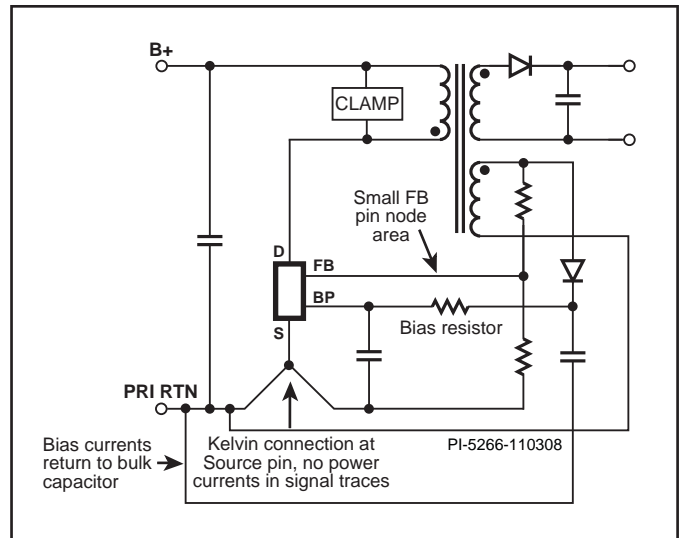 B+
CLAMP
Small FB
pin node
area
D
FB
BP
S
Bias resistor
PRI RTN
PI-5266-110308
Bias currents
return to bulk
capacitor
Kelvin connection at
Source pin, no power
currents in signal traces